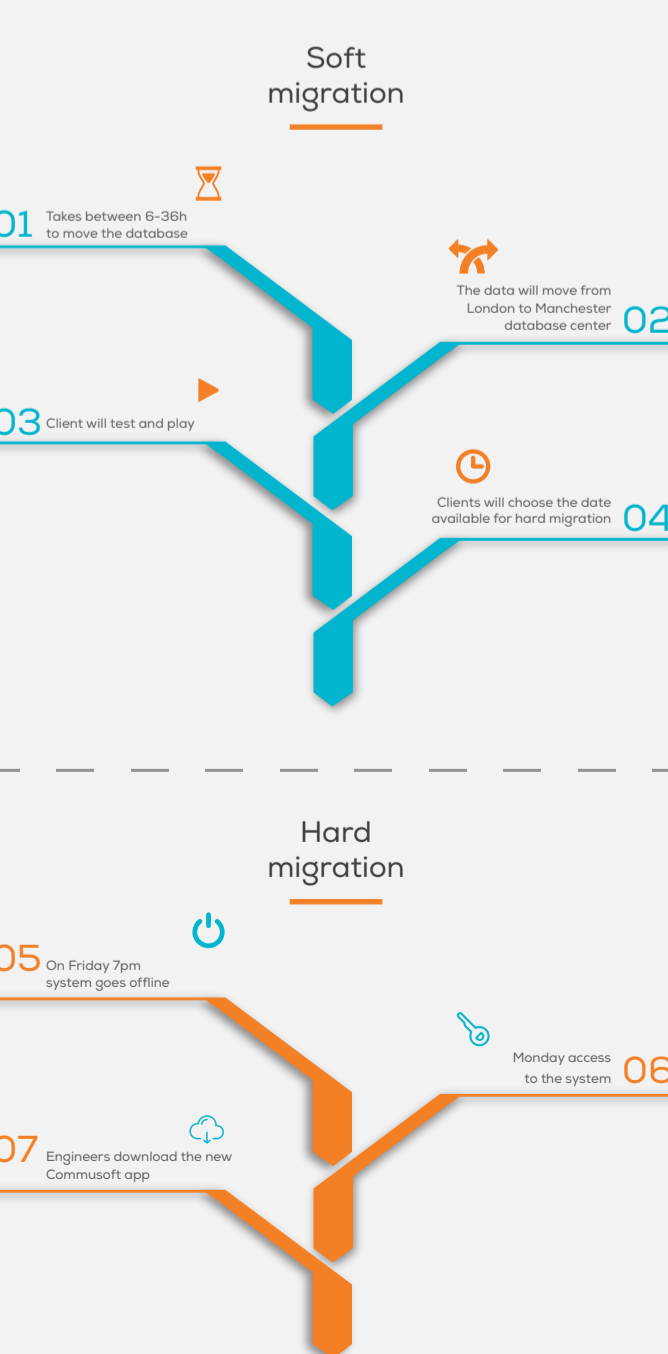 Soft
migration
01
Takes between 6-36h
to move the database
The data will move from
London to Manchester
database center
02
03
Client will test and play
Clients will choose the date
available for hard migration
04
Hard
migration
05
On Friday 7pm
system goes offline
Monday access
to the system
06
07
Engineers download the new
Commusoft app